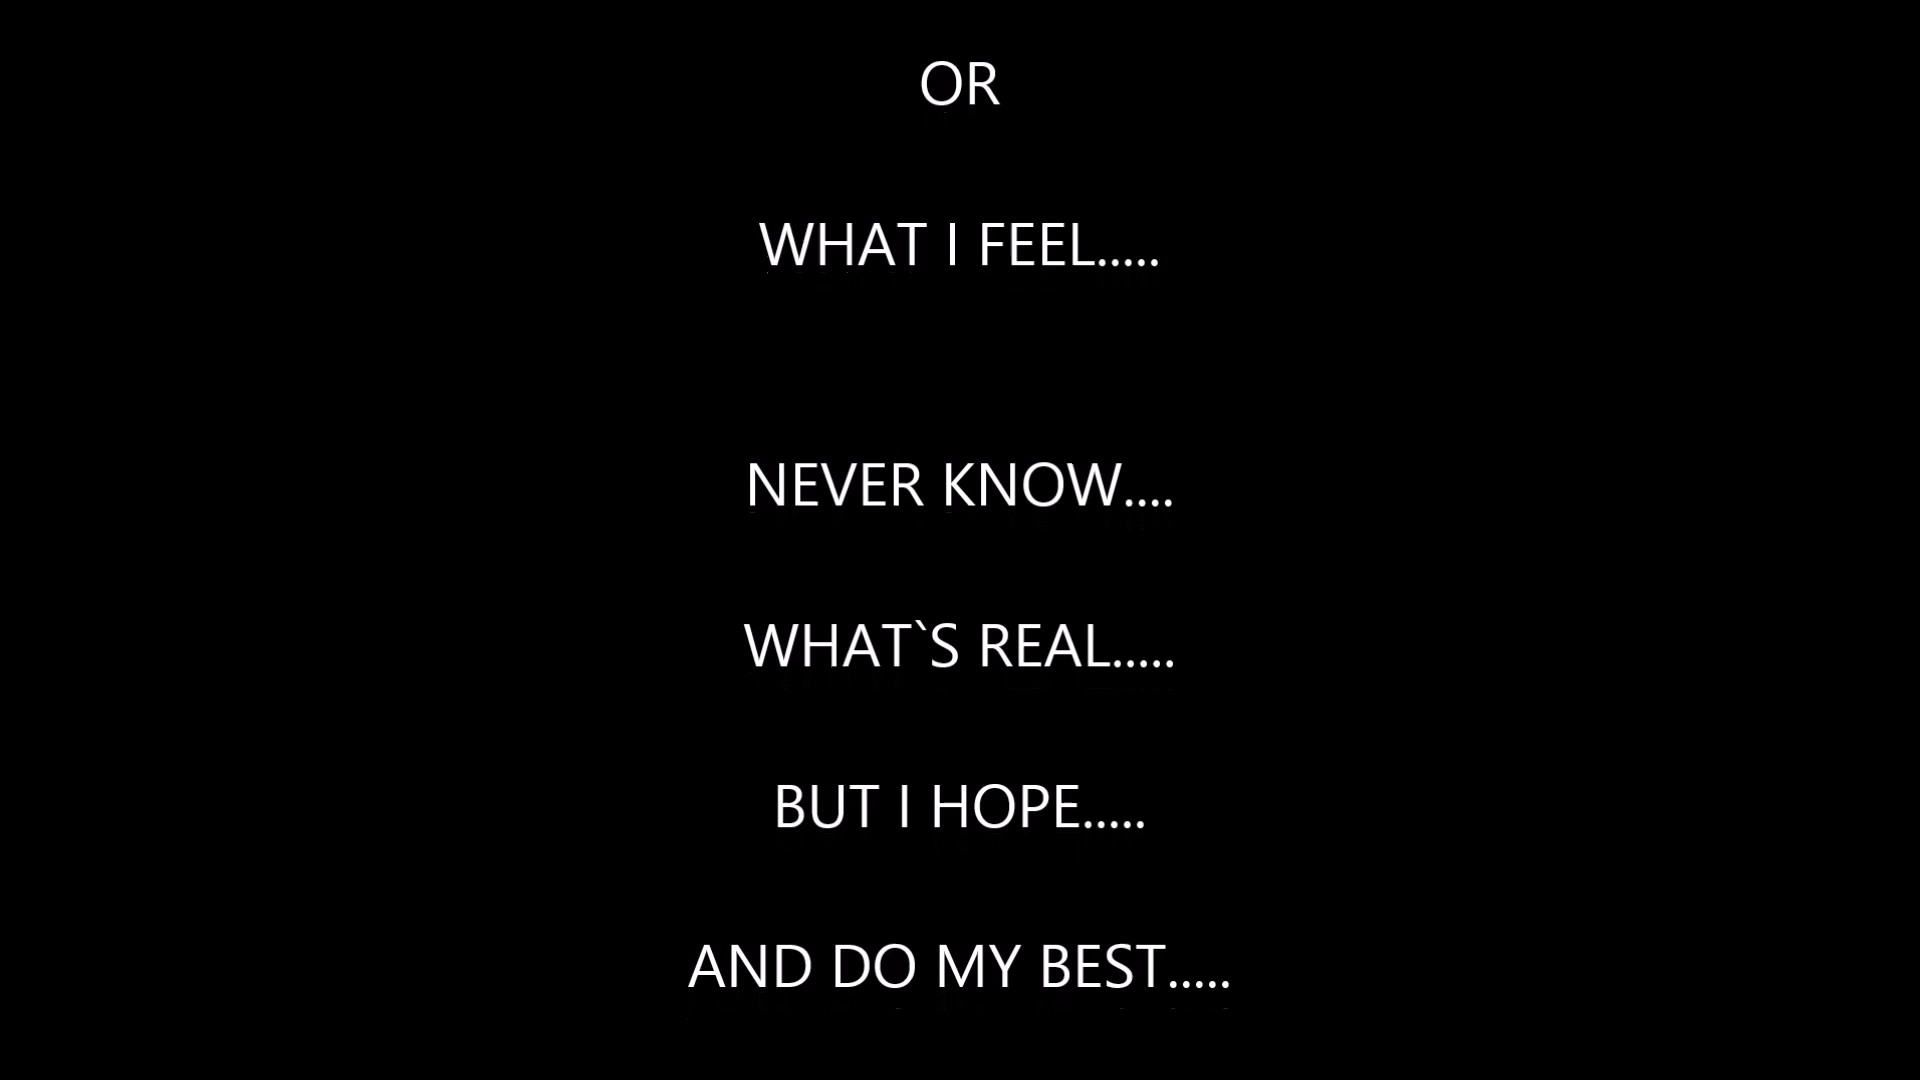 OR
WHAT I FEEL.....
NEVER KNOW....
WHAT`S REAL.....
BUT I HOPE.....
AND DO MY BEST.....